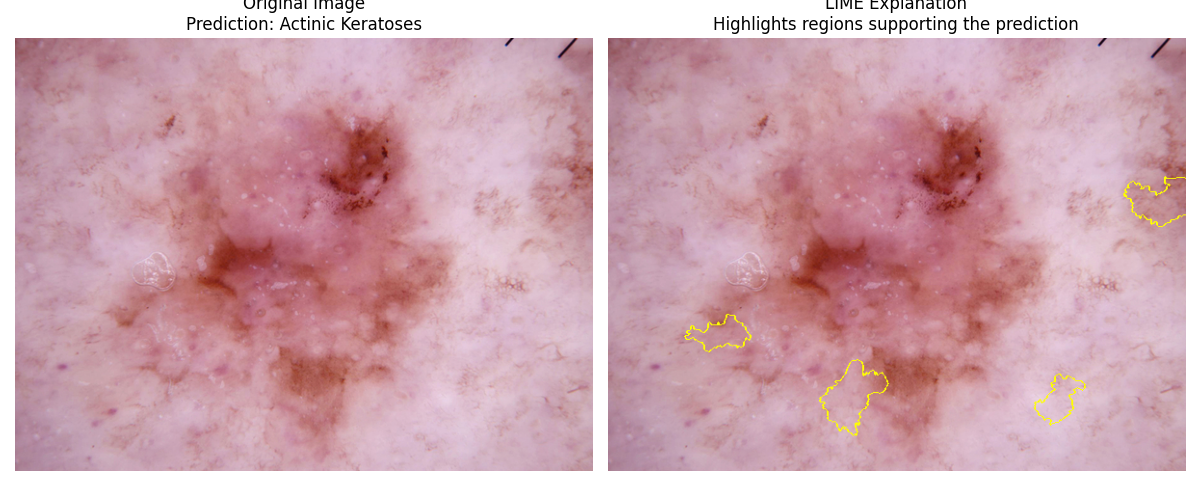 Original Image
Prediction: Actinic Keratoses
LIME Explanation
Highlights regions supporting the prediction